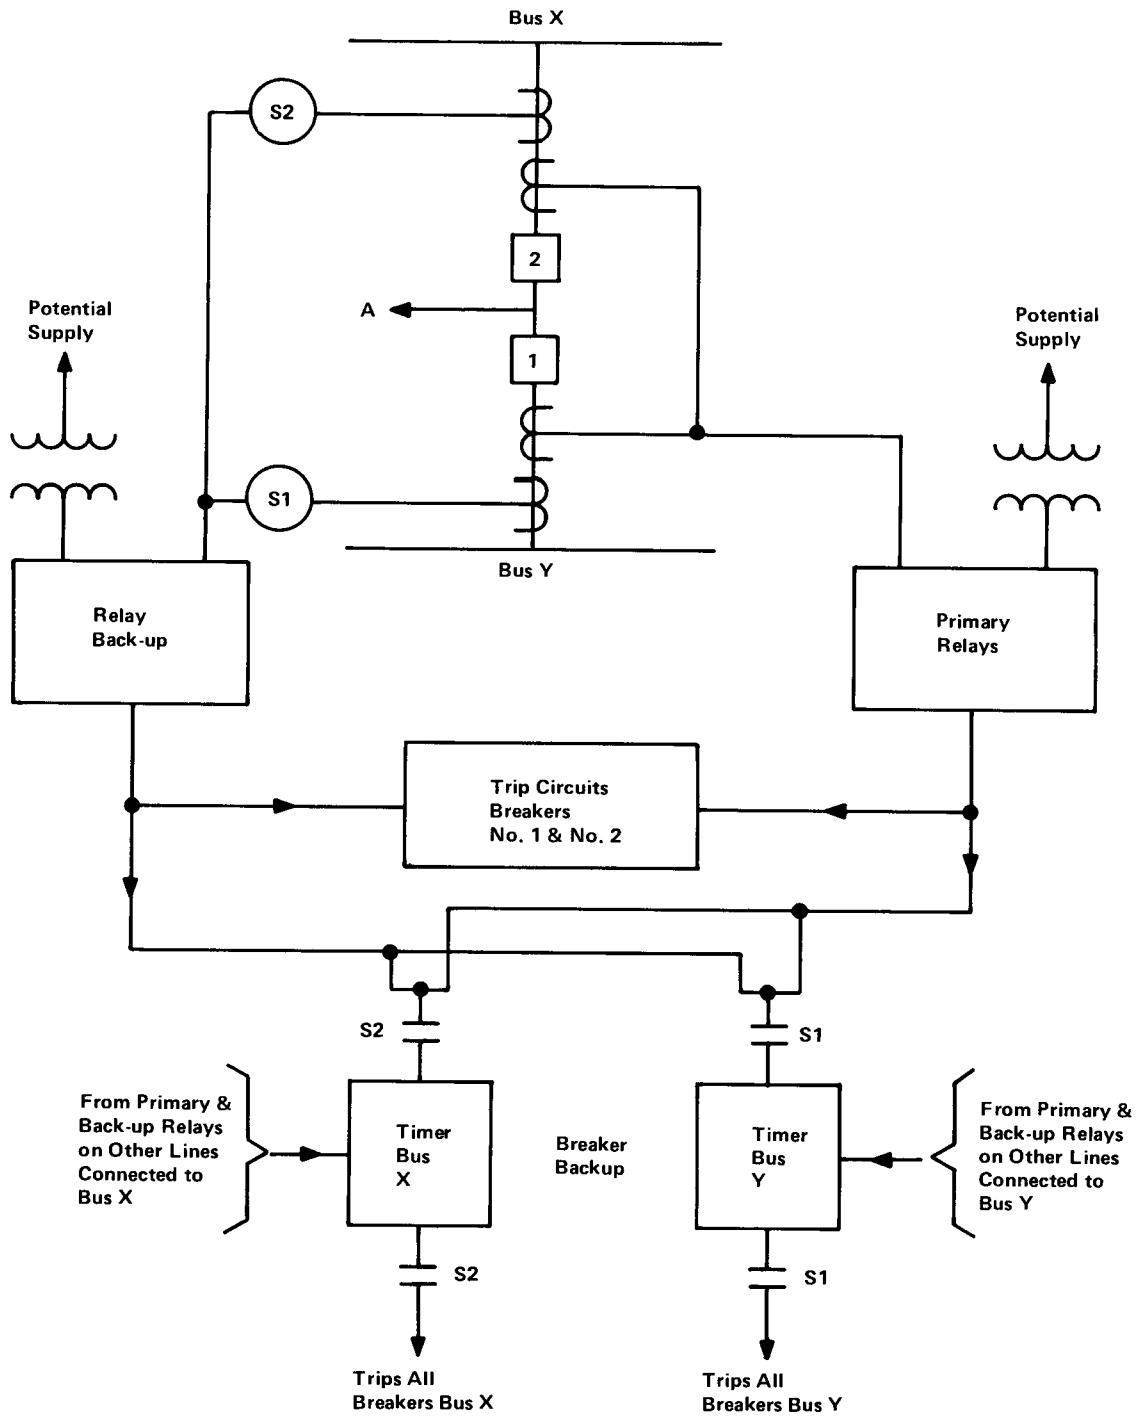 Bus X
S2
2
A
Potential
Supply
Potential
Supply
1
S1
Bus Y
Relay
Back-up
Primary
Relays
Trip Circuits
Breakers
No. 1 & No. 2
S2
S1
From Primary &
Back-up Relays
on Other Lines
Connected to
Bus X
Timer
Bus
X
Breaker
Backup
Timer
Bus
Y
From Primary &
Back-up Relays
on Other Lines
Connected to
Bus Y
S2
S1
Trips All
Breakers Bus X
Trips All
Breakers Bus Y